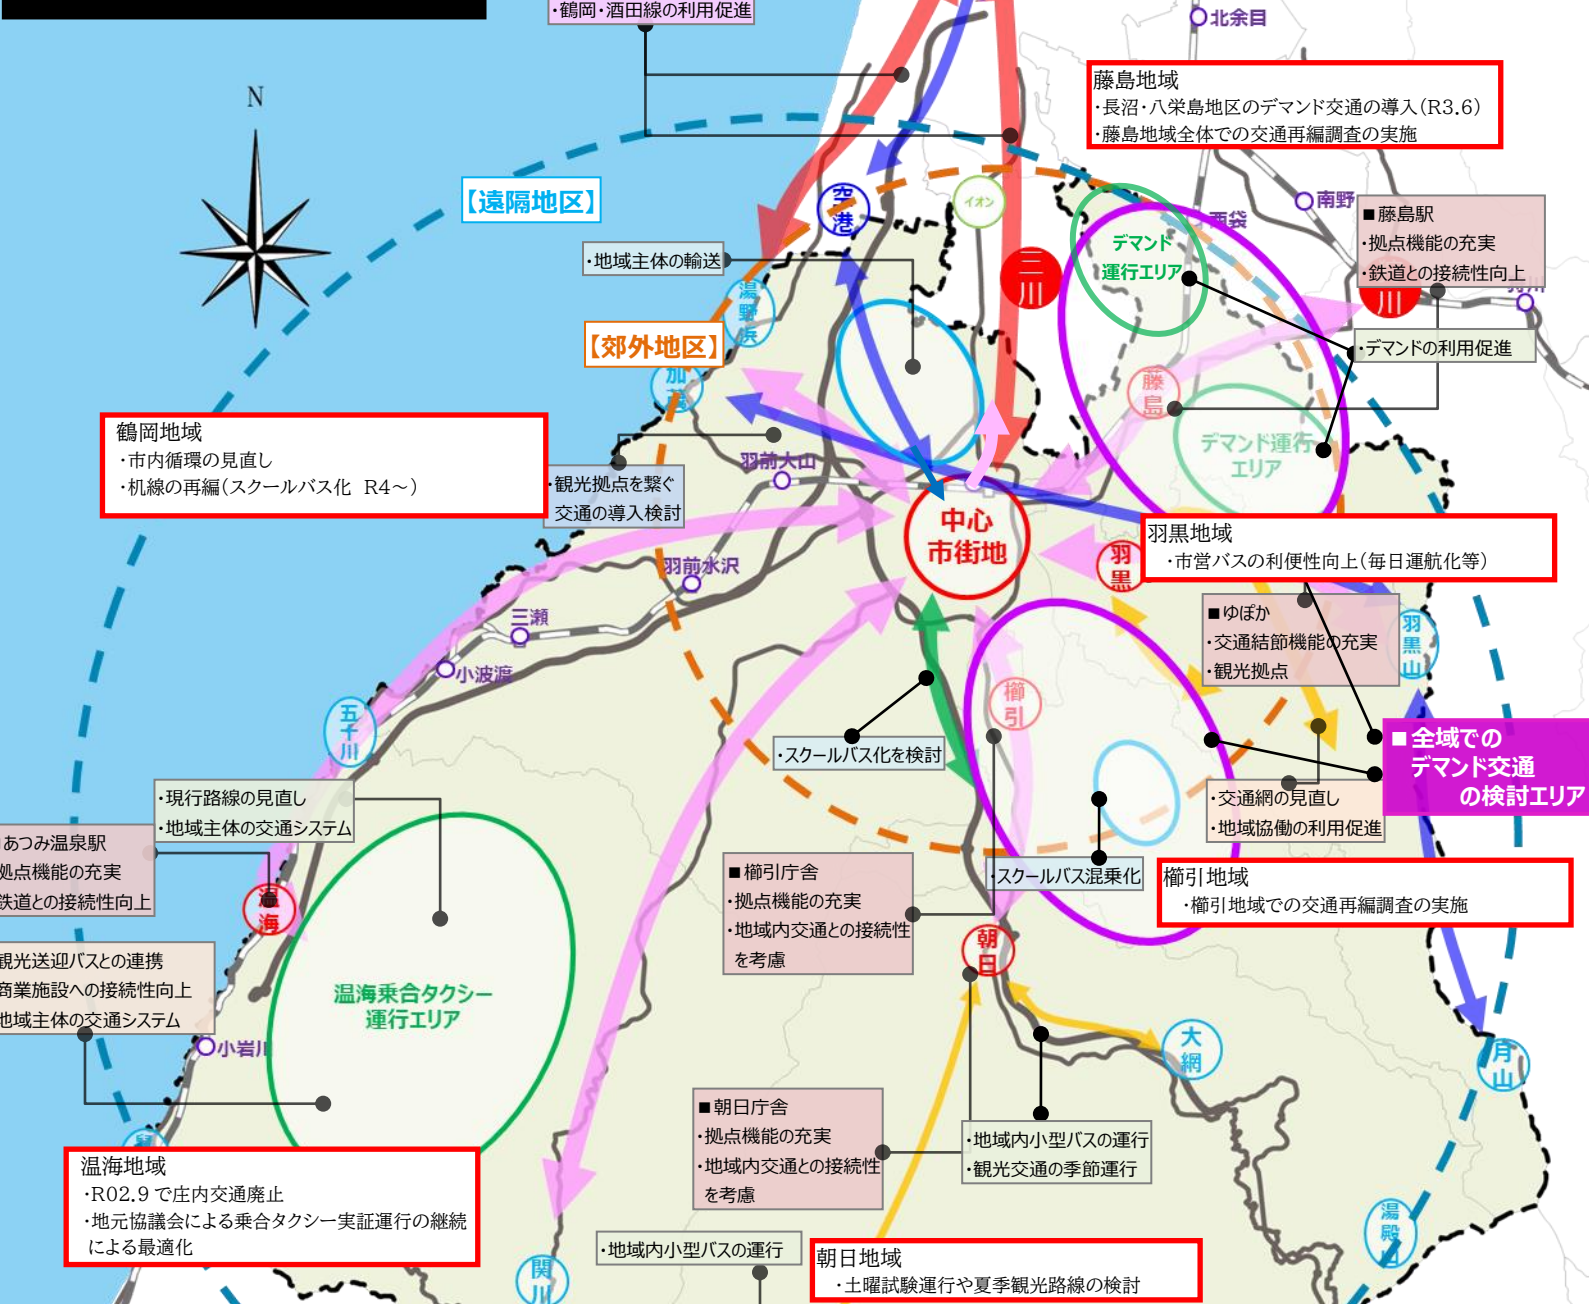 ・鶴岡・酒田線の利用促進
北余目
N
藤島地域
・長沼・八栄島地区のデマンド交通の導入(R3.6)
・藤島地域全体での交通再編調査の実施
【遠隔地区】
空港
イオン
南野
西袋
デマンド
運行エリア
■藤島駅
・拠点機能の充実
・鉄道との接続性向上
・地域主体の輸送
三川
湯野浜
川
【郊外地区】
・デマンドの利用促進
加茂
藤島
デマンド運行
エリア
鶴岡地域
・市内循環の見直し
・机線の再編(スクールバス化 R4~)
羽前大山
・観光拠点を繋ぐ
交通の導入検討
中心
市街地
羽黒地域
・市営バスの利便性向上(毎日運航化等)
羽黒
羽前水沢
三瀬
小波渡
■ゆぽか
・交通結節機能の充実
・観光拠点
羽黒山
五十川
櫛引
・スクールバス化を検討
■全域での
デマンド交通
の検討エリア
・現行路線の見直し
・地域主体の交通システム
・交通網の見直し
・地域協働の利用促進
あつみ温泉駅
拠点機能の充実
鉄道との接続性向上
温海
■櫛引庁舎
・拠点機能の充実
・地域内交通との接続性
を考慮
・スクールバス混乗化
櫛引地域
・櫛引地域での交通再編調査の実施
朝日
観光送迎バスとの連携
商業施設への接続性向上
地域主体の交通システム
温海乗合タクシー
運行エリア
小岩川
大網
月山
■朝日庁舎
・拠点機能の充実
・地域内交通との接続性
を考慮
・地域内小型バスの運行
・観光交通の季節運行
温海地域
・R02.9で庄内交通廃止
・地元協議会による乗合タクシー実証運行の継続
による最適化
湯殿山
・地域内小型バスの運行
関川
朝日地域
・土曜試験運行や夏季観光路線の検討